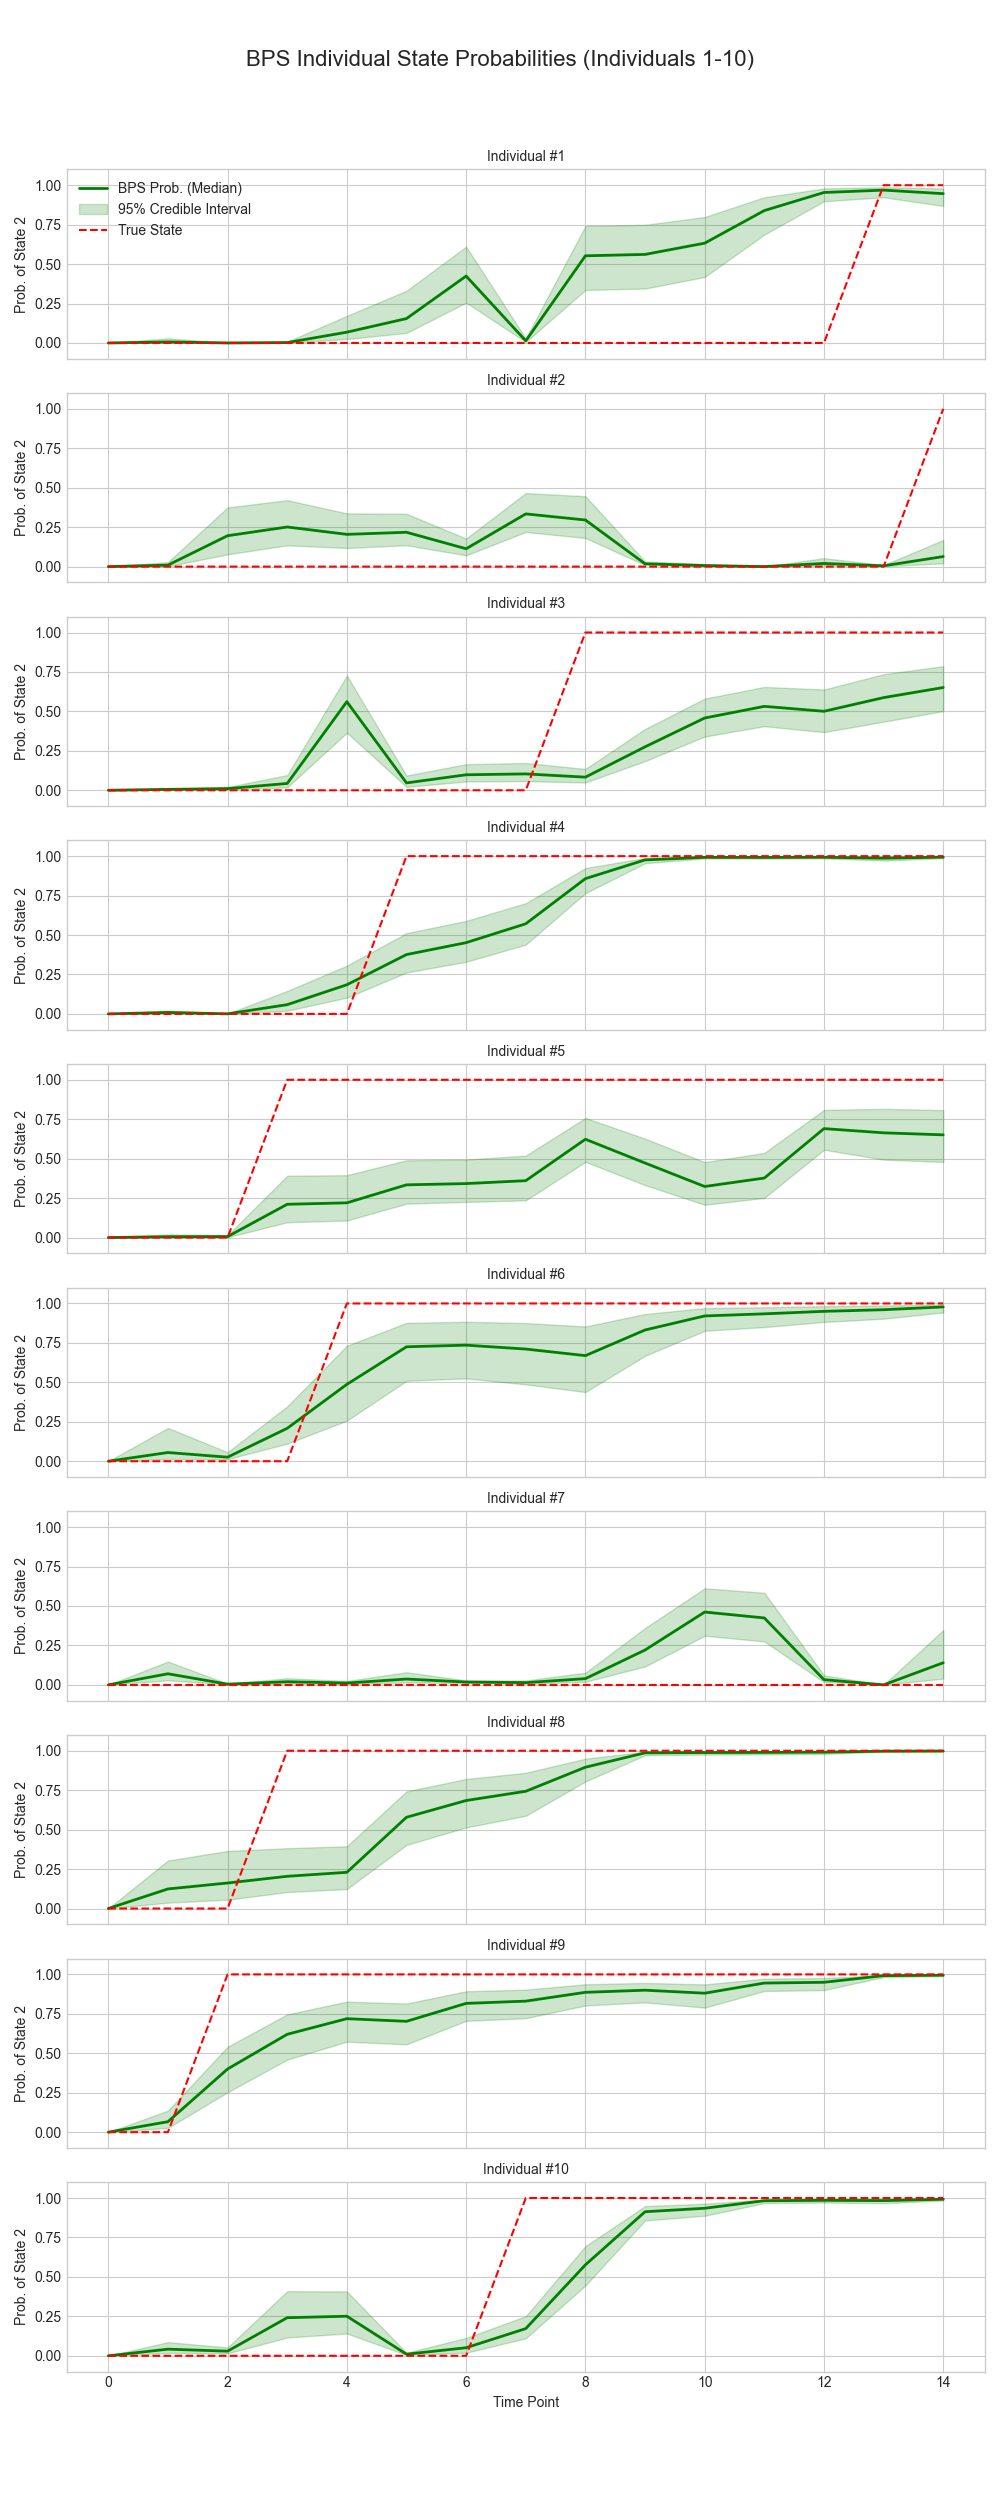 BPS Individual State Probabilities (Individuals 1-10)
Individual #1
1.00
0.75
0.50
0.25
0.00
Prob. of State 2
BPS Prob. (Median)
95% Credible Interval
True State
Individual #2
1.00
0.75
0.50
0.25
0.00
Prob. of State 2
Individual #3
1.00
0.75
0.50
0.25
0.00
Prob. of State 2
Individual #4
1.00
0.75
0.50
0.25
0.00
Prob. of State 2
Individual #5
1.00
0.75
0.50
0.25
0.00
Prob. of State 2
Individual #6
1.00
0.75
0.50
0.25
0.00
Prob. of State 2
Individual #7
1.00
0.75
0.50
0.25
0.00
Prob. of State 2
Individual #8
1.00
0.75
0.50
0.25
0.00
Prob. of State 2
Individual #9
1.00
0.75
0.50
0.25
0.00
Prob. of State 2
Individual #10
1.00
0.75
0.50
0.25
0.00
Prob. of State 2
0 2 4 6 8 10 12 14
Time Point